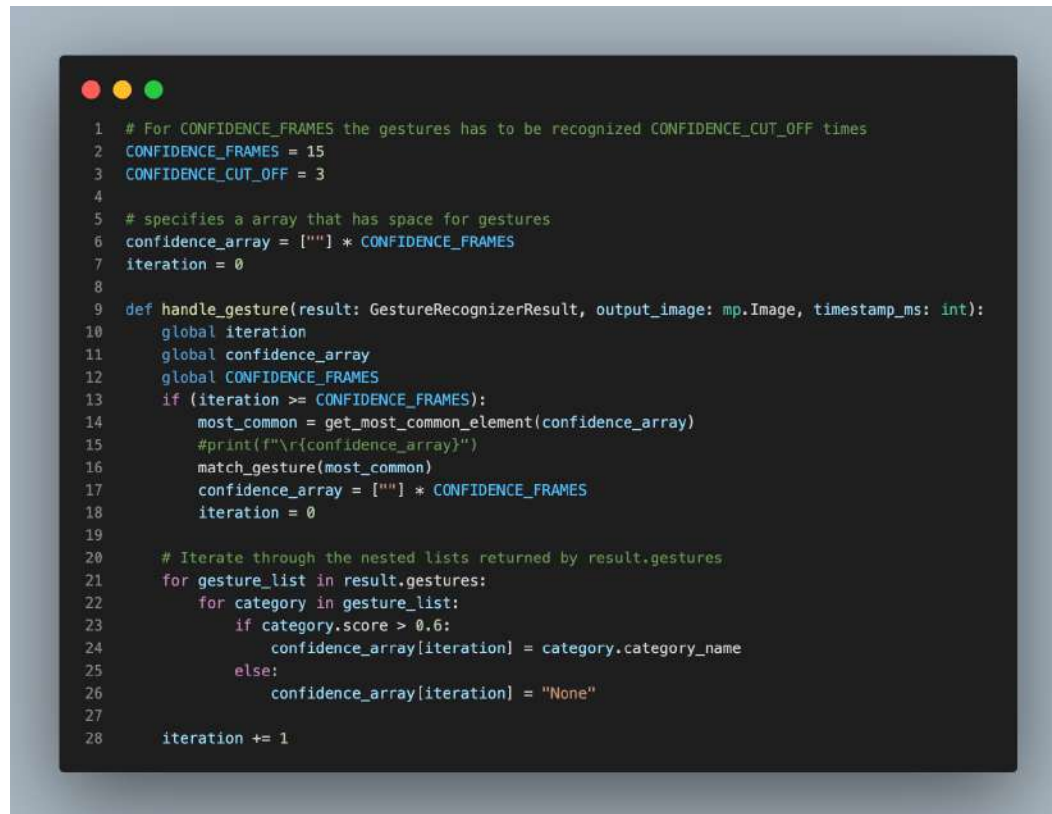 1 # For CONFIDENCE_FRAMES the gestures has to be recognized CONFIDENCE_CUT_OFF times
2 CONFIDENCE_FRAMES = 15
3 CONFIDENCE_CUT_OFF = 3
4
5 # specifies a array that has space for gestures
6 confidence_array = [""] * CONFIDENCE_FRAMES
7 iteration = 0
8
9 def handle_gesture(result: GestureRecognizerResult, output_image: mp.Image, timestamp_ms: int):
10     global iteration
11     global confidence_array
12     global CONFIDENCE_FRAMES
13     if (iteration >= CONFIDENCE_FRAMES):
14         most_common = get_most_common_element(confidence_array)
15         #print(f"\r{confidence_array}")
16         match_gesture(most_common)
17         confidence_array = [""] * CONFIDENCE_FRAMES
18         iteration = 0
19
20     # Iterate through the nested lists returned by result.gestures
21     for gesture_list in result.gestures:
22         for category in gesture_list:
23             if category.score > 0.6:
24                 confidence_array[iteration] = category.category_name
25             else:
26                 confidence_array[iteration] = "None"
27
28     iteration += 1